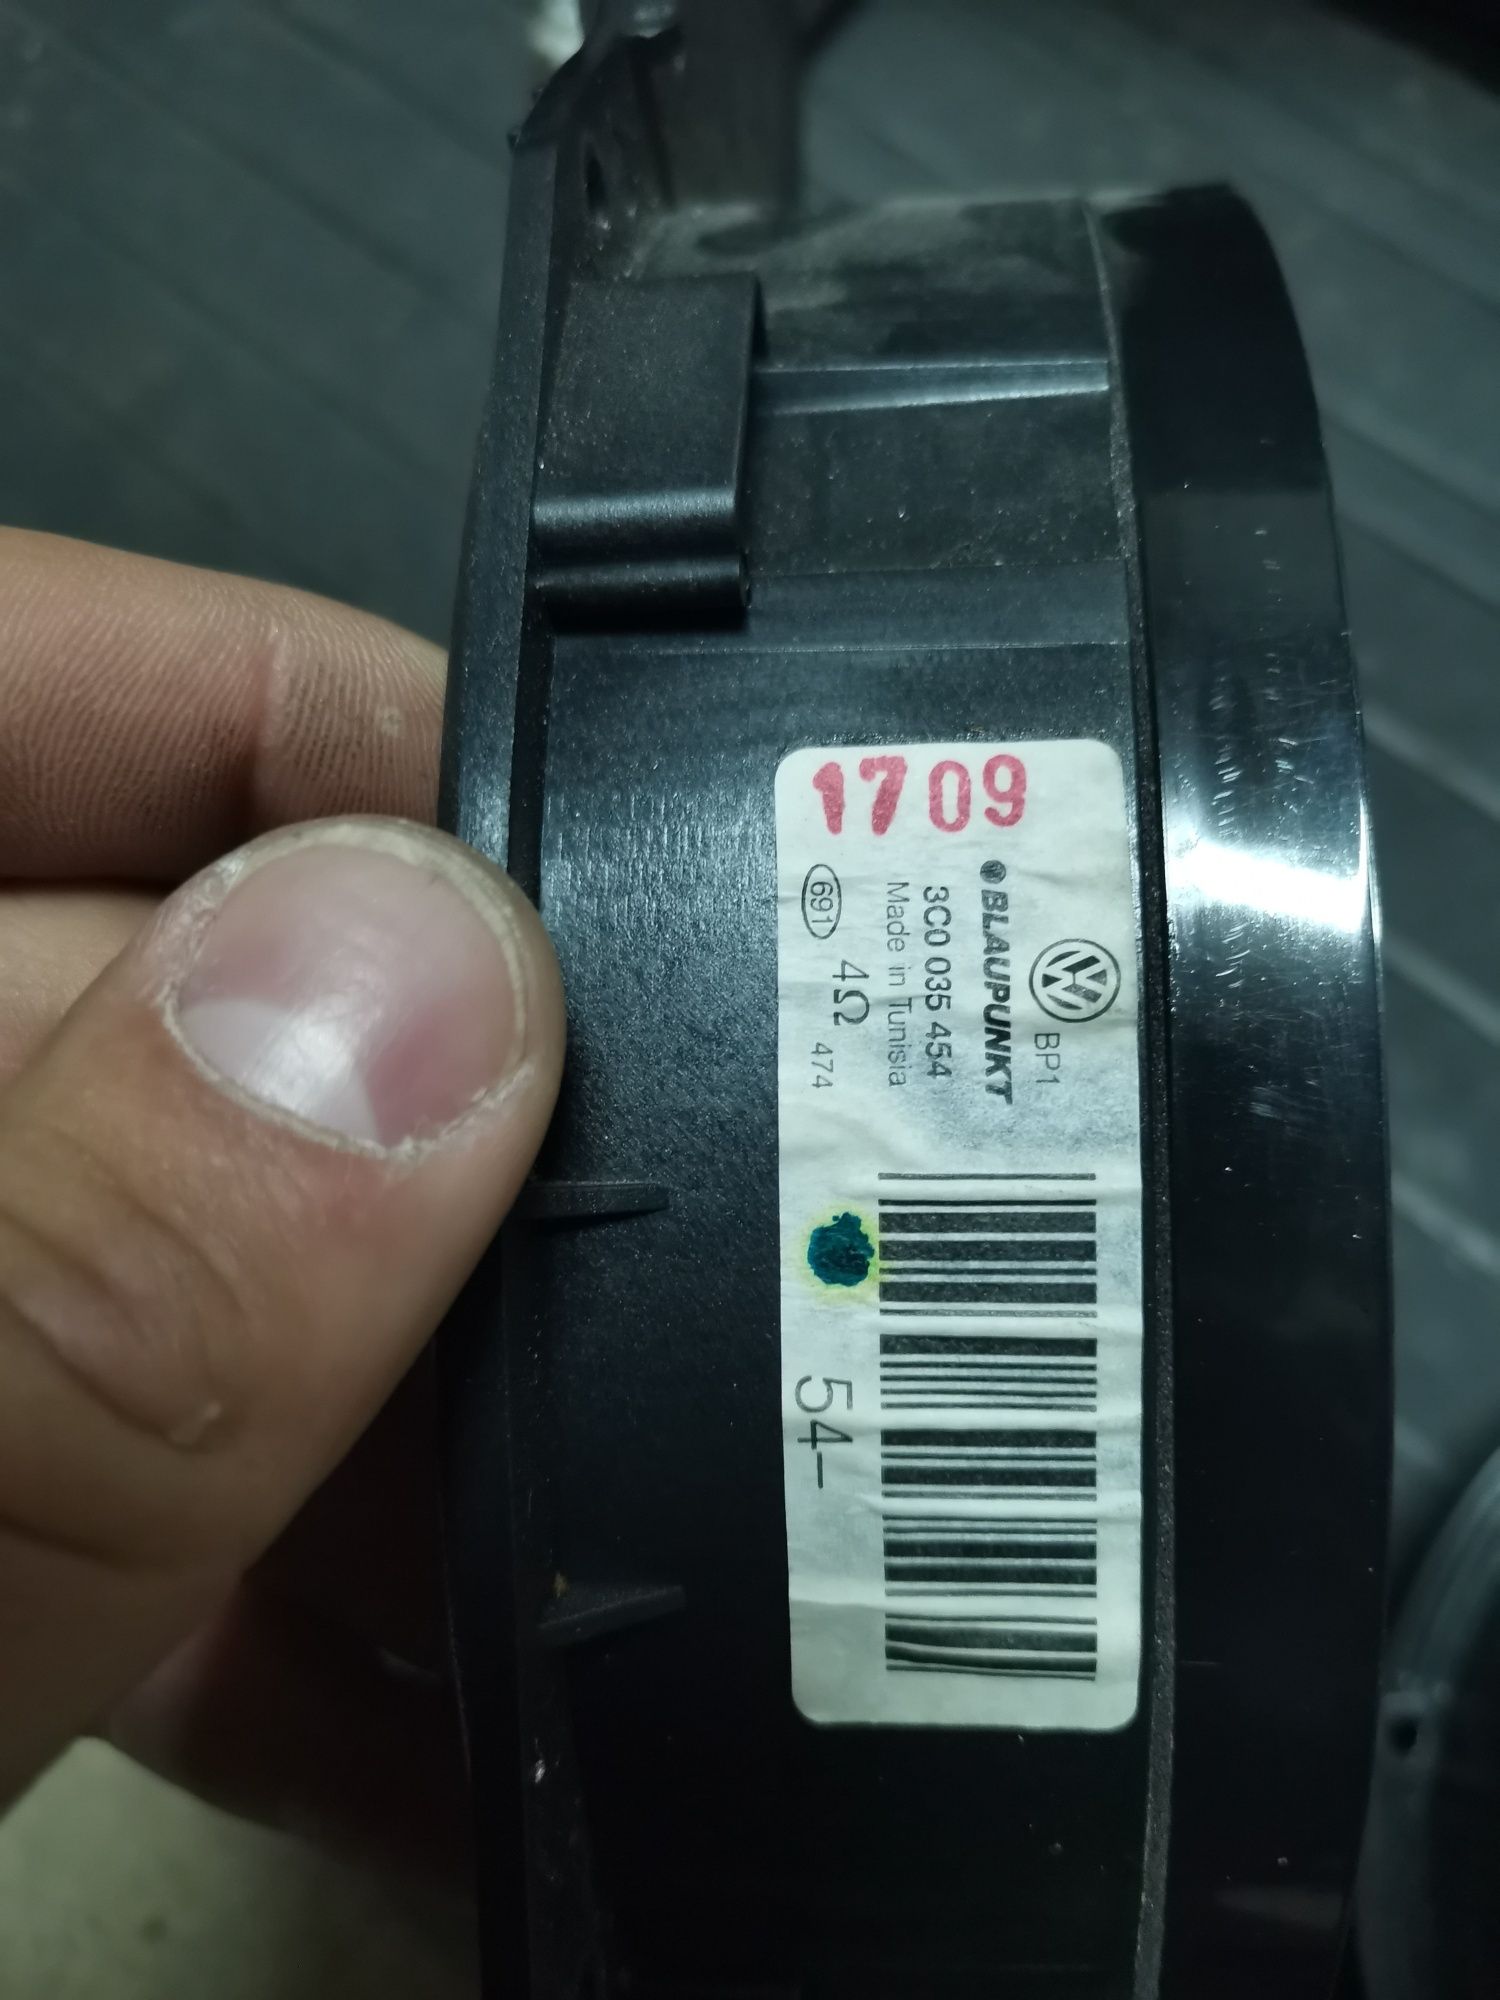 1709
BP1
BLAUPUNKT
3C0 035 454
Made in Tunisia
691 4Ω 474
54-